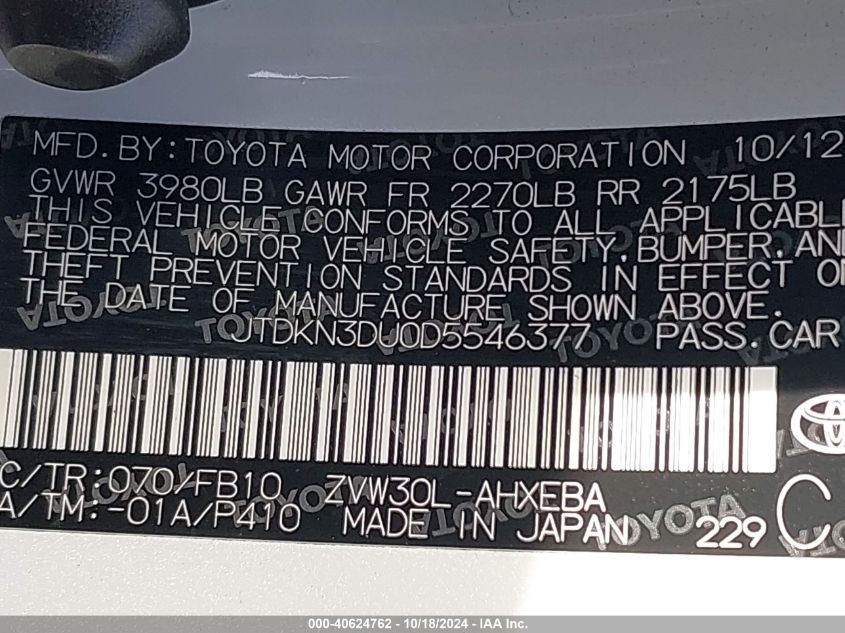 MFD. BY: TOYOTA MOTOR CORPORATION 10/12
GVWR 3980LB GAWR FR 2270LB RR 2175LB
THIS VEHICLE CONFORMS TO ALL APPLICABL
FEDERAL MOTOR VEHICLE SAFETY, BUMPER, AN
THEFT PREVENTION STANDARDS IN EFFECT O
THE DATE OF MANUFACTURE SHOWN ABOVE.
JTDKN3DU0D5546377 PASS. CAR
C/TR: 070/FB10 ZVW30L-AHXEBA C
A/TM: -01A/P410 MADE IN JAPAN 229
000-40624762 - 10/18/2024 - IAA Inc.